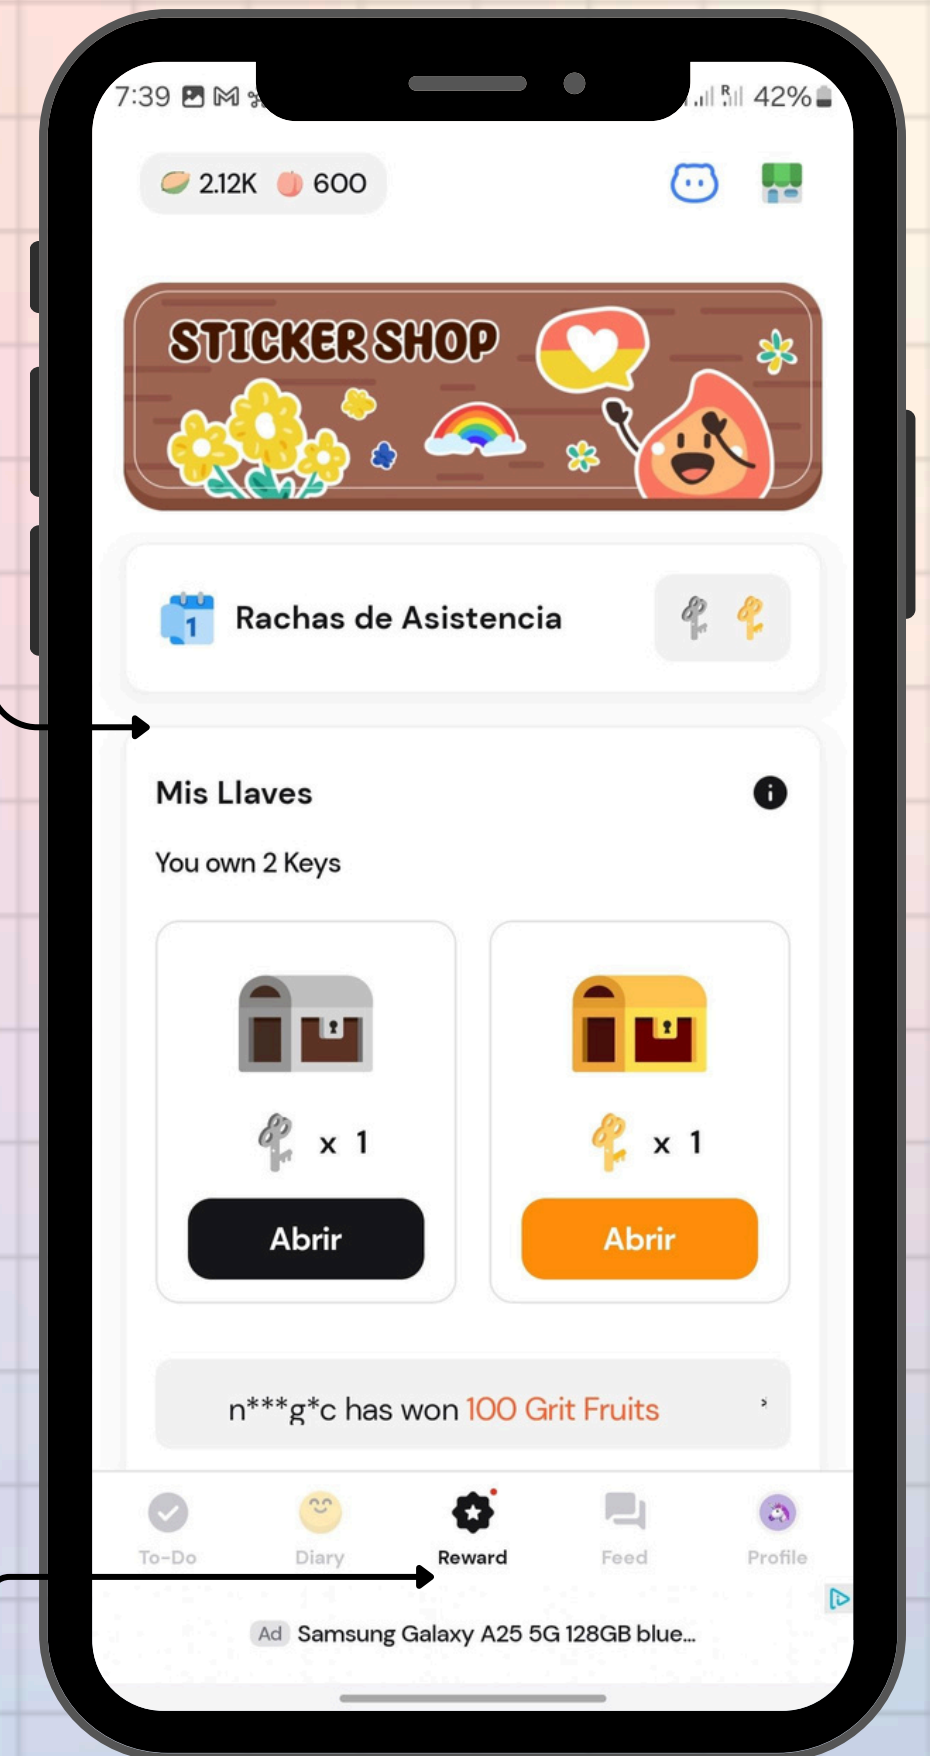 7:39 42%
2.12K 600
STICKER SHOP
1 Rachas de Asistencia
Mis Llaves
You own 2 Keys
x 1 x 1
Abrir Abrir
n***g*c has won 100 Grit Fruits
To-Do Diary Reward Feed Profile
Ad Samsung Galaxy A25 5G 128GB blue...